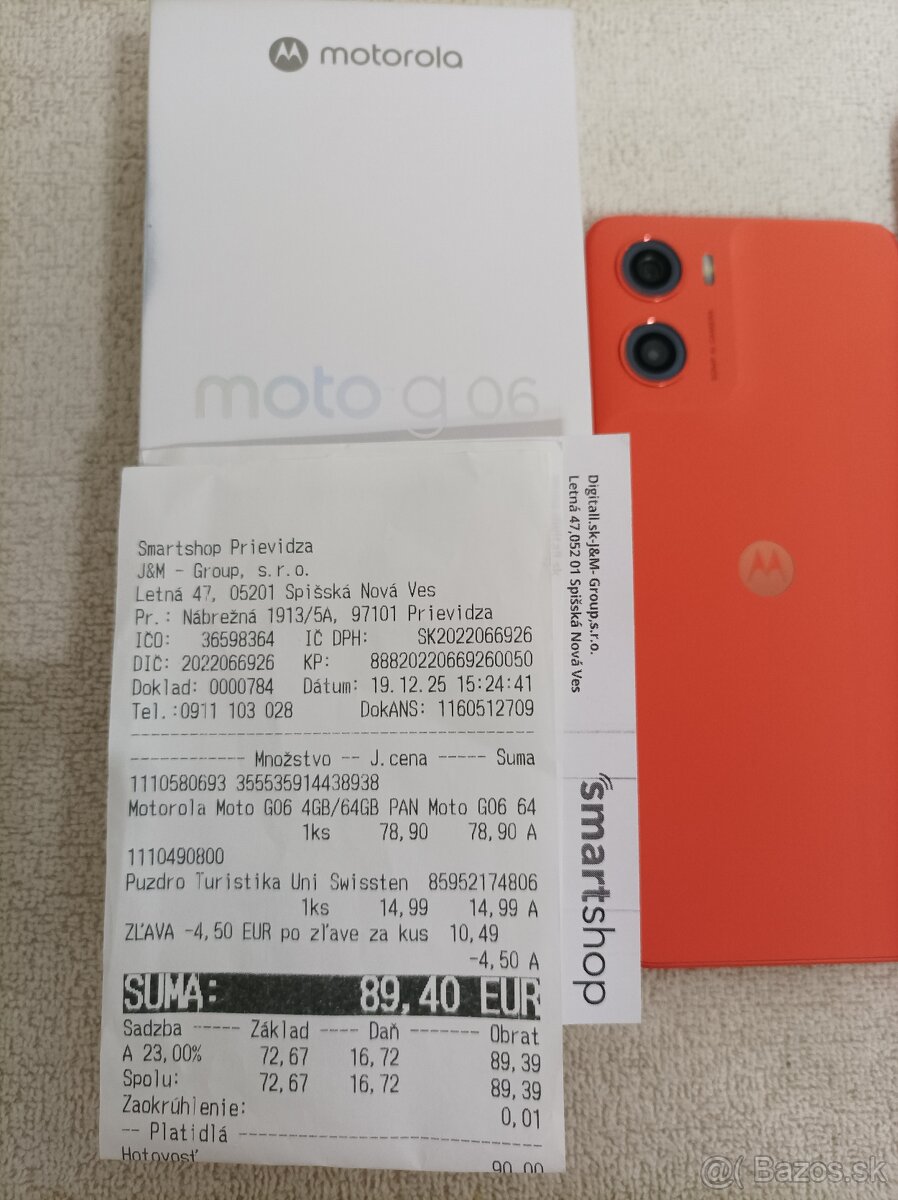 motorola
moto g 06
Digitall.sk-J&M- Group,s.r.o.
Letná 47,052 01 Spišská Nová Ves
smartshop
Smartshop Prievidza
J&M - Group, s.r.o.
Letná 47, 05201 Spišská Nová Ves
Pr.: Nábrežná 1913/5A, 97101 Prievidza
IČO: 36598364 IČ DPH: SK2022066926
DIČ: 2022066926 KP: 88820220669260050
Doklad: 0000784 Dátum: 19.12.25 15:24:41
Tel.:0911 103 028 DokANS: 1160512709
----------- Množstvo -- J.cena ----- Suma
1110580693 355535914438938
Motorola Moto G06 4GB/64GB PAN Moto G06 64
1ks 78,90 78,90 A
1110490800
Puzdro Turistika Uni Swissten 85952174806
1ks 14,99 14,99 A
ZĽAVA -4,50 EUR po zľave za kus 10,49
-4,50 A
SUMA: 89,40 EUR
Sadzba ----- Základ ---- Daň ------- Obrat
A 23,00% 72,67 16,72 89,39
Spolu: 72,67 16,72 89,39
Zaokrúhlenie: 0,01
-- Platidlá --------------------------------
Hotovosť 90,00
@( Bazos.sk